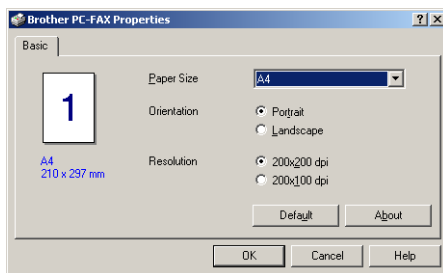 Brother PC-FAX Properties
Basic
1
A4
210 x 297 mm
Paper Size
A4
Orientation
Portrait
Landscape
Resolution
200x200 dpi
200x100 dpi
Default
About
OK
Cancel
Help